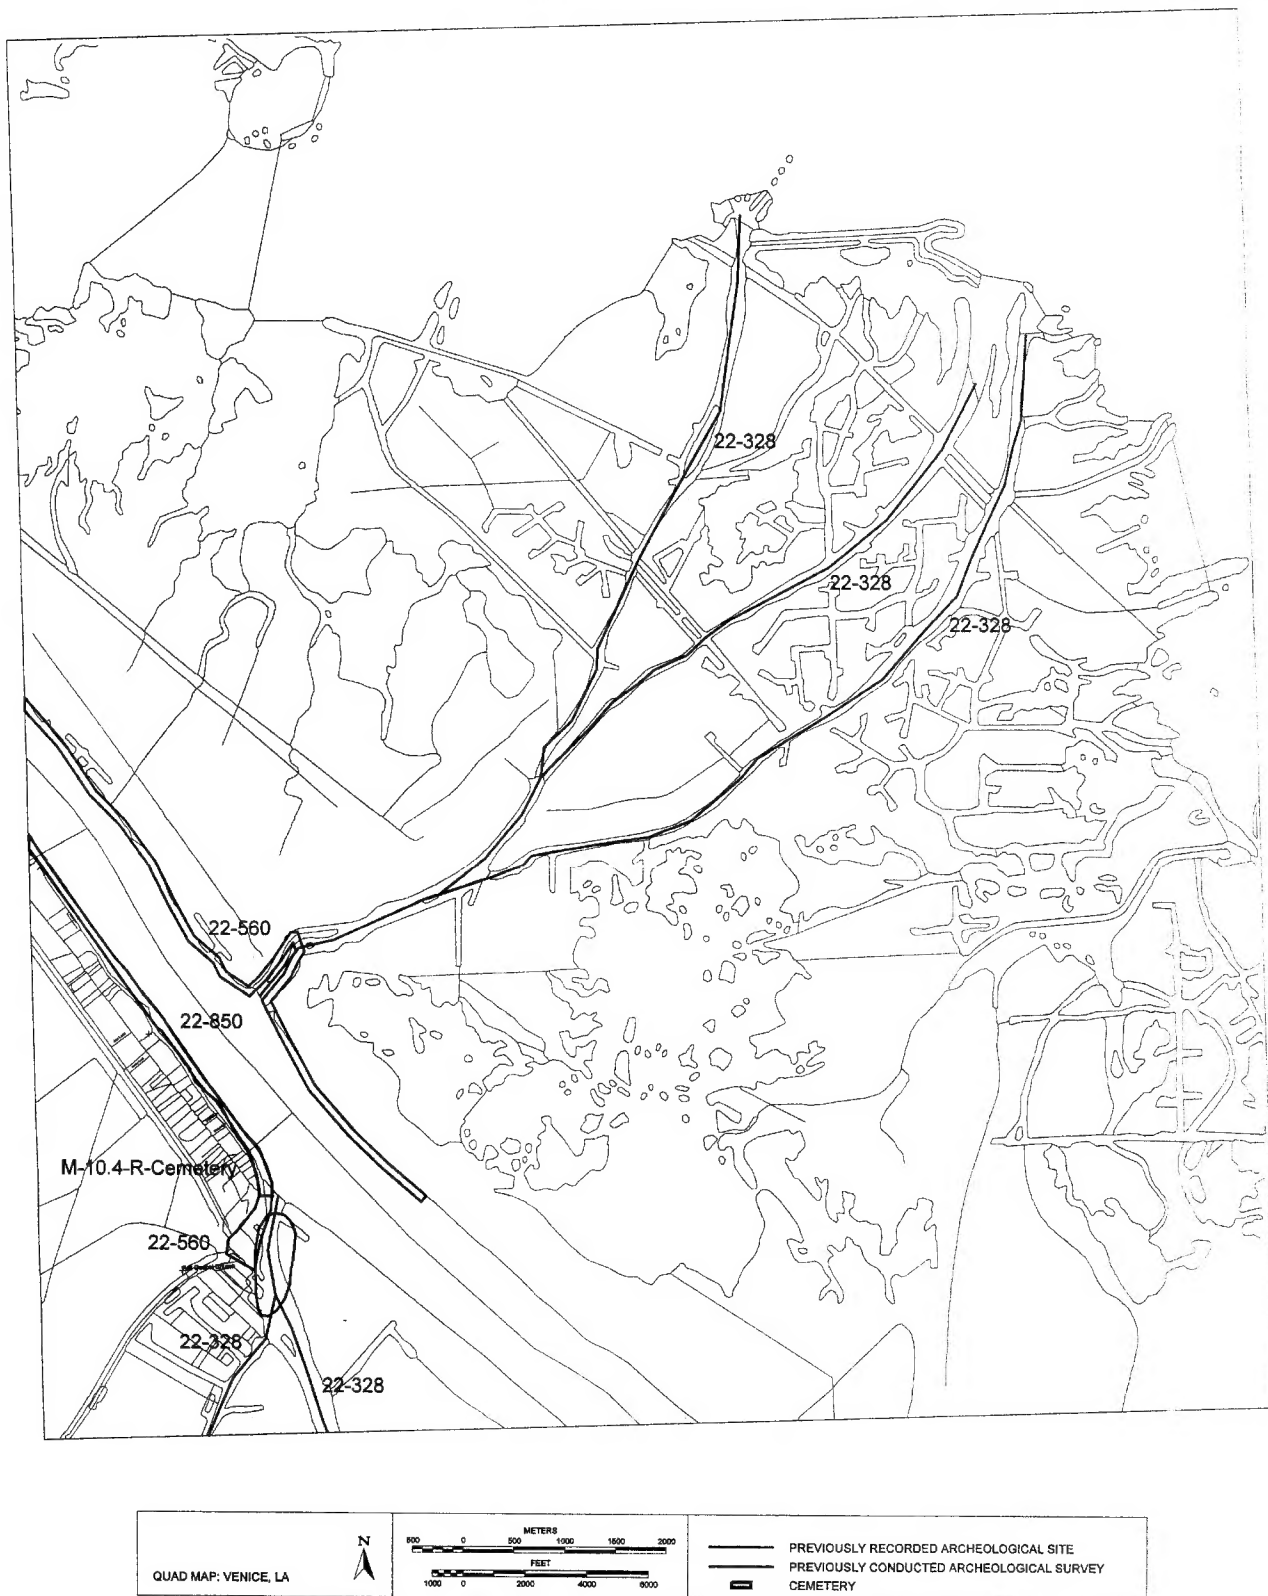 22-328
22-328
22-328
22-560
22-850
M-10.4-R-Cemetery
22-560
22-328
22-328
QUAD MAP: VENICE, LA
N
METERS
500 0 500 1000 1500 2000
FEET
1000 0 2000 4000 6000
PREVIOUSLY RECORDED ARCHEOLOGICAL SITE
PREVIOUSLY CONDUCTED ARCHEOLOGICAL SURVEY
CEMETERY